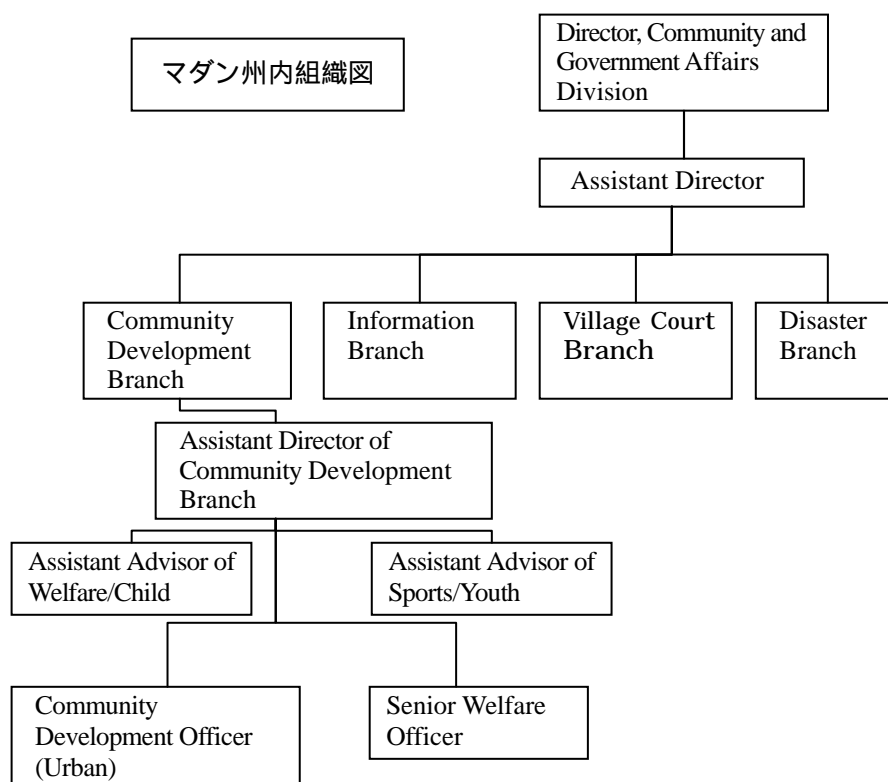 マダン州内組織図
Director, Community and
Government Affairs
Division
Assistant Director
Community
Development
Branch
Information
Branch
Village Court
Branch
Disaster
Branch
Assistant Director of
Community Development
Branch
Assistant Advisor of
Welfare/Child
Assistant Advisor of
Sports/Youth
Community
Development Officer
(Urban)
Senior Welfare
Officer